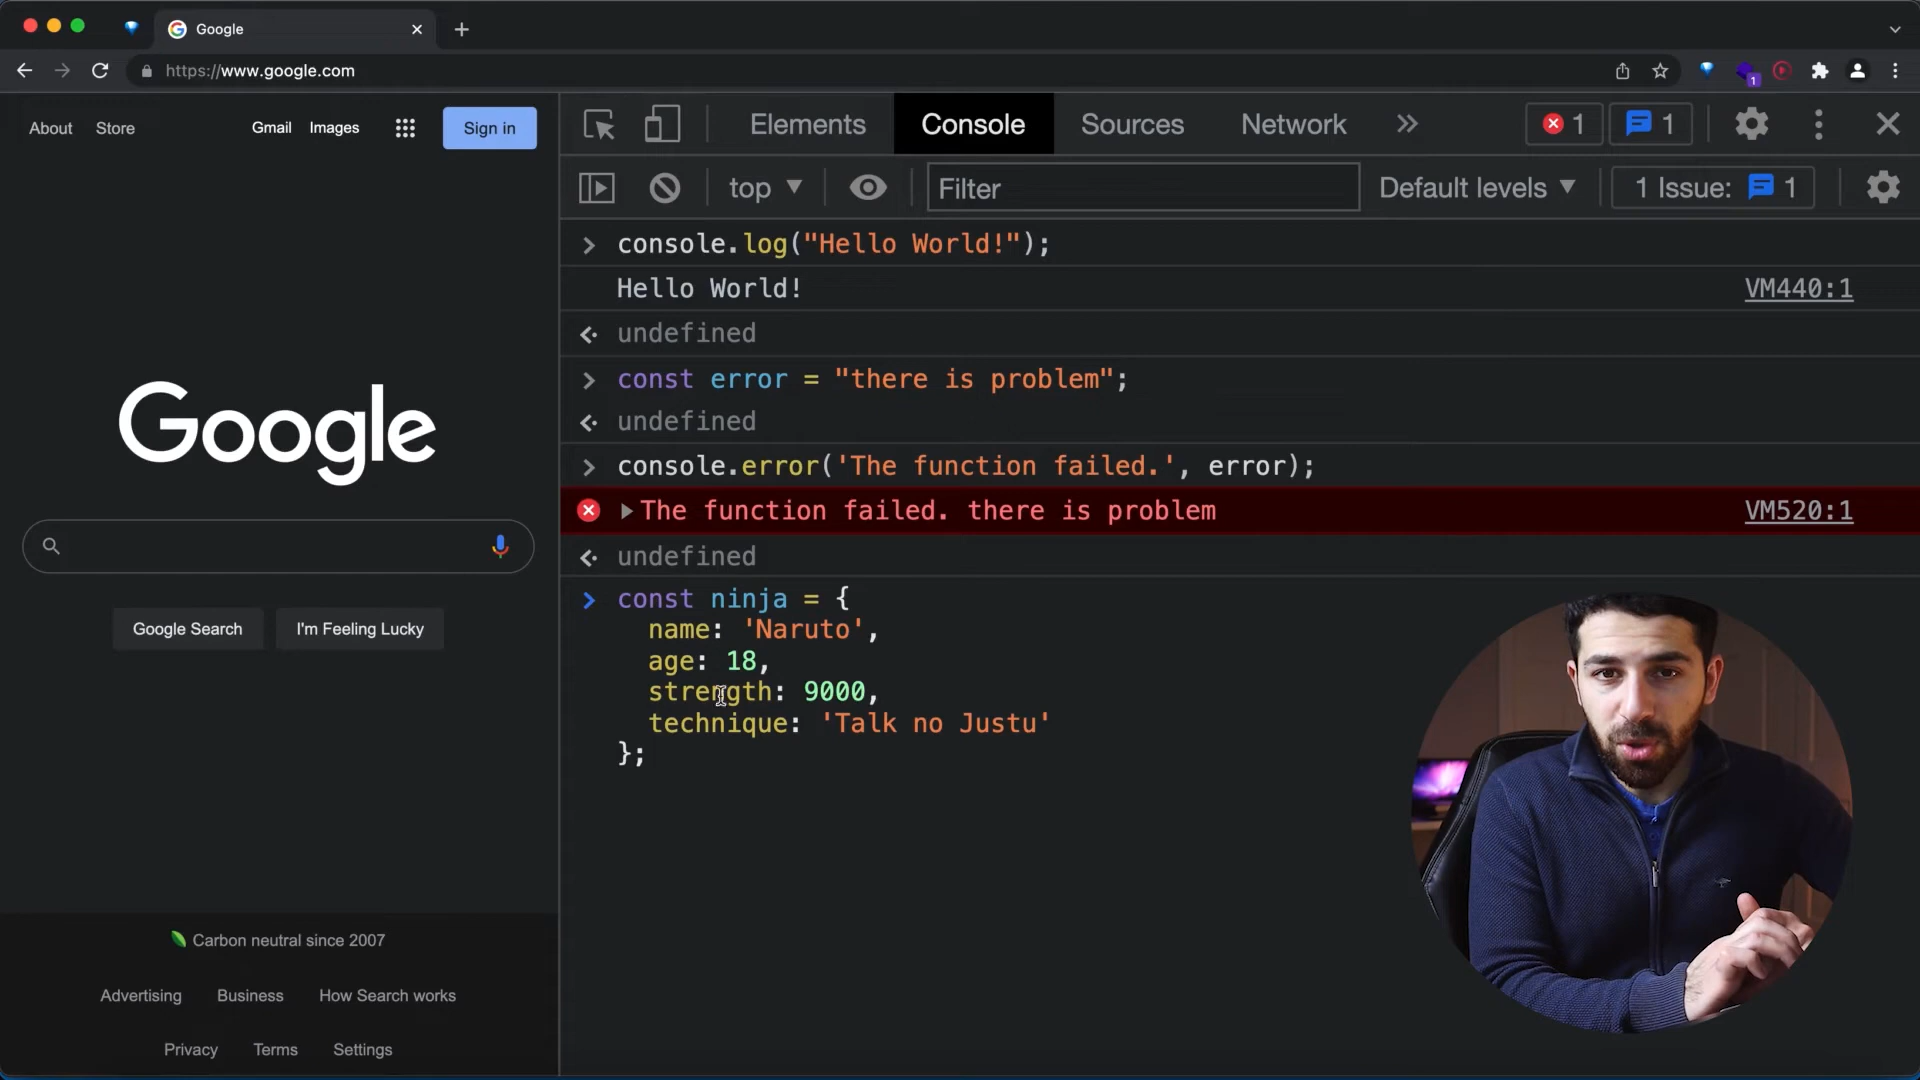 Google
https://www.google.com
About
Store
Gmail
Images
Sign in
Google
Google Search
I'm Feeling Lucky
Carbon neutral since 2007
Advertising
Business
How Search works
Privacy
Terms
Settings
Elements
Console
Sources
Network
1
1
top
Filter
Default levels
1 Issue:
1
console.log("Hello World!");
Hello World!
VM440:1
undefined
const error = "there is problem";
undefined
console.error('The function failed.', error);
The function failed. there is problem
VM520:1
undefined
const ninja = {
name: 'Naruto',
age: 18,
strength: 9000,
technique: 'Talk no Justu'
};
1